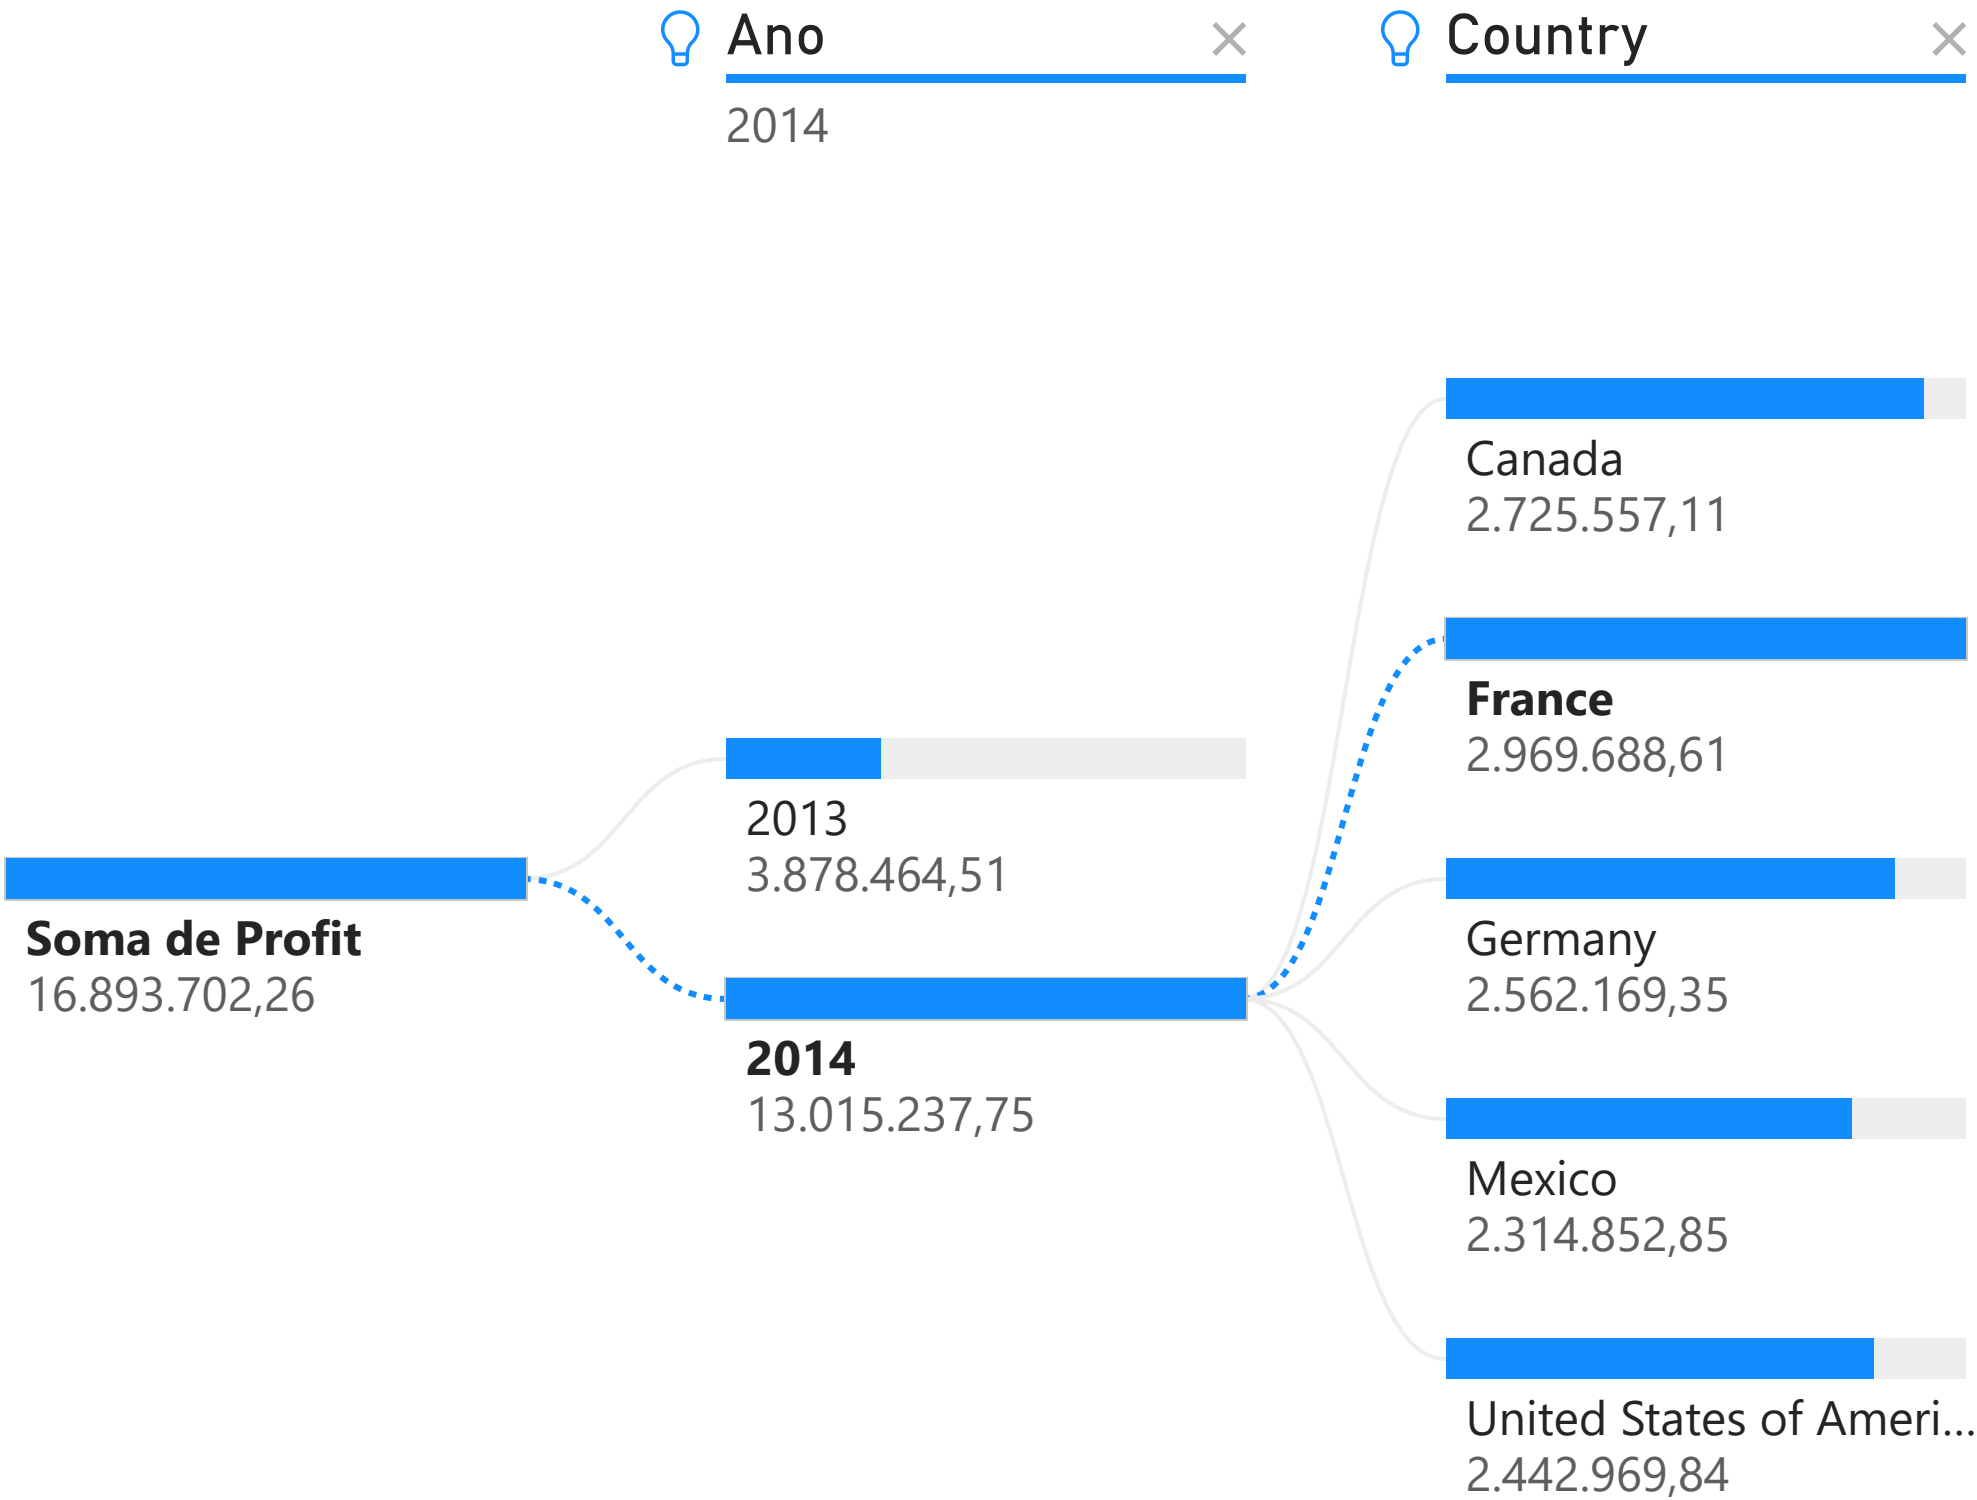 Ano
Country
2014
Canada
2.725.557,11
France
2.969.688,61
2013
3.878.464,51
Soma de Profit
16.893.702,26
Germany
2.562.169,35
2014
13.015.237,75
Mexico
2.314.852,85
United States of Ameri...
2.442.969,84